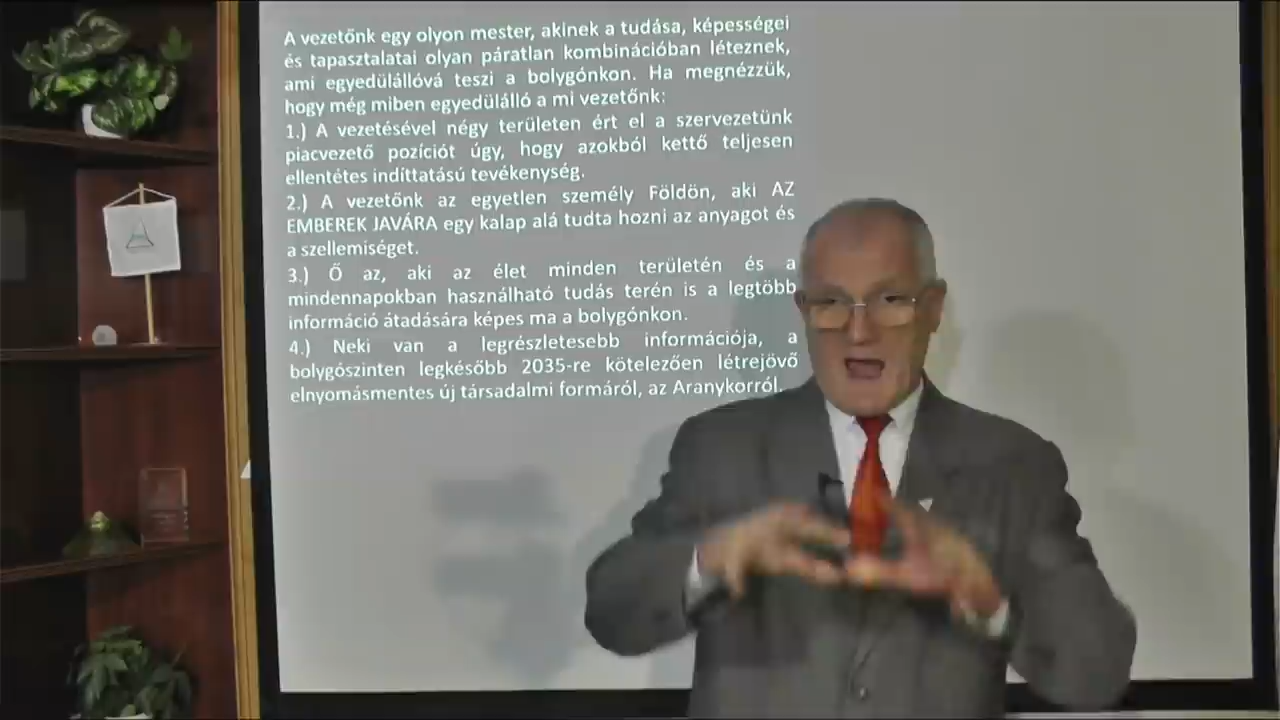 A vezetőnk egy olyon mester, akinek a tudása, képességei
és tapasztalatai olyan páratlan kombinációban léteznek,
ami egyedülállóvá teszi a bolygónkon. Ha megnézzük,
hogy még miben egyedülálló a mi vezetőnk:
1.) A vezetésével négy területen ért el a szervezetünk
piacvezető pozíciót úgy, hogy azokból kettő teljesen
ellentétes indíttatású tevékenység.
2.) A vezetőnk az egyetlen személy Földön, aki AZ
EMBEREK JAVÁRA egy kalap alá tudta hozni az anyagot és
a szellemiséget.
3.) Ő az, aki az élet minden területén és a
mindennapokban használható tudás terén is a legtöbb
információ átadására képes ma a bolygónkon.
4.) Neki van a legrészletesebb információja, a
bolygószinten legkésőbb 2035-re kötelezően létrejövő
elnyomásmentes új társadalmi formáról, az Aranykorról.